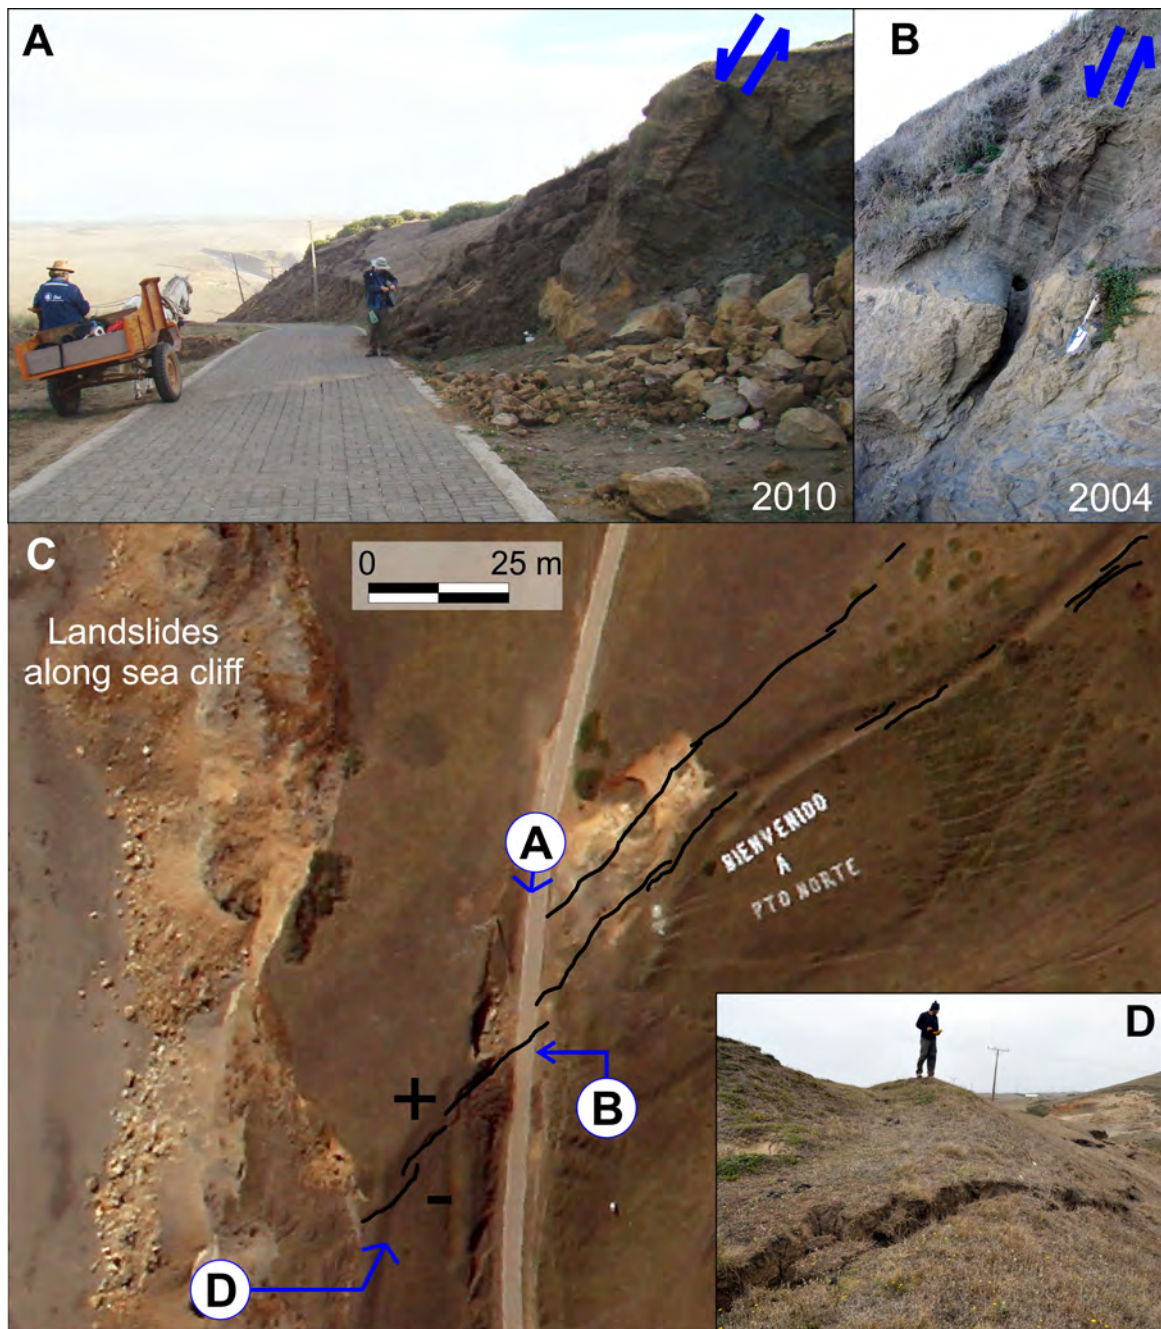 A
B
2010
2004
C
0 25 m
Landslides
along sea cliff
A
BIENVENIDO
A
PTO NORTE
B
+
-
D
D